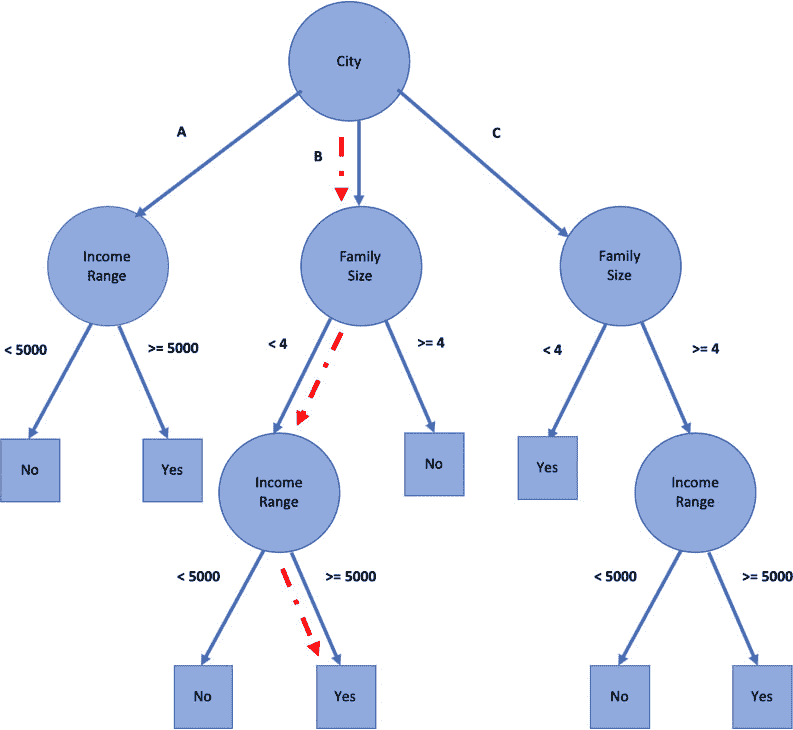 City
A
B
C
Income
Range
Family
Size
Family
Size
< 5000
>= 5000
< 4
>= 4
< 4
>= 4
No
Yes
Income
Range
No
Yes
Income
Range
< 5000
>= 5000
< 5000
>= 5000
No
Yes
No
Yes